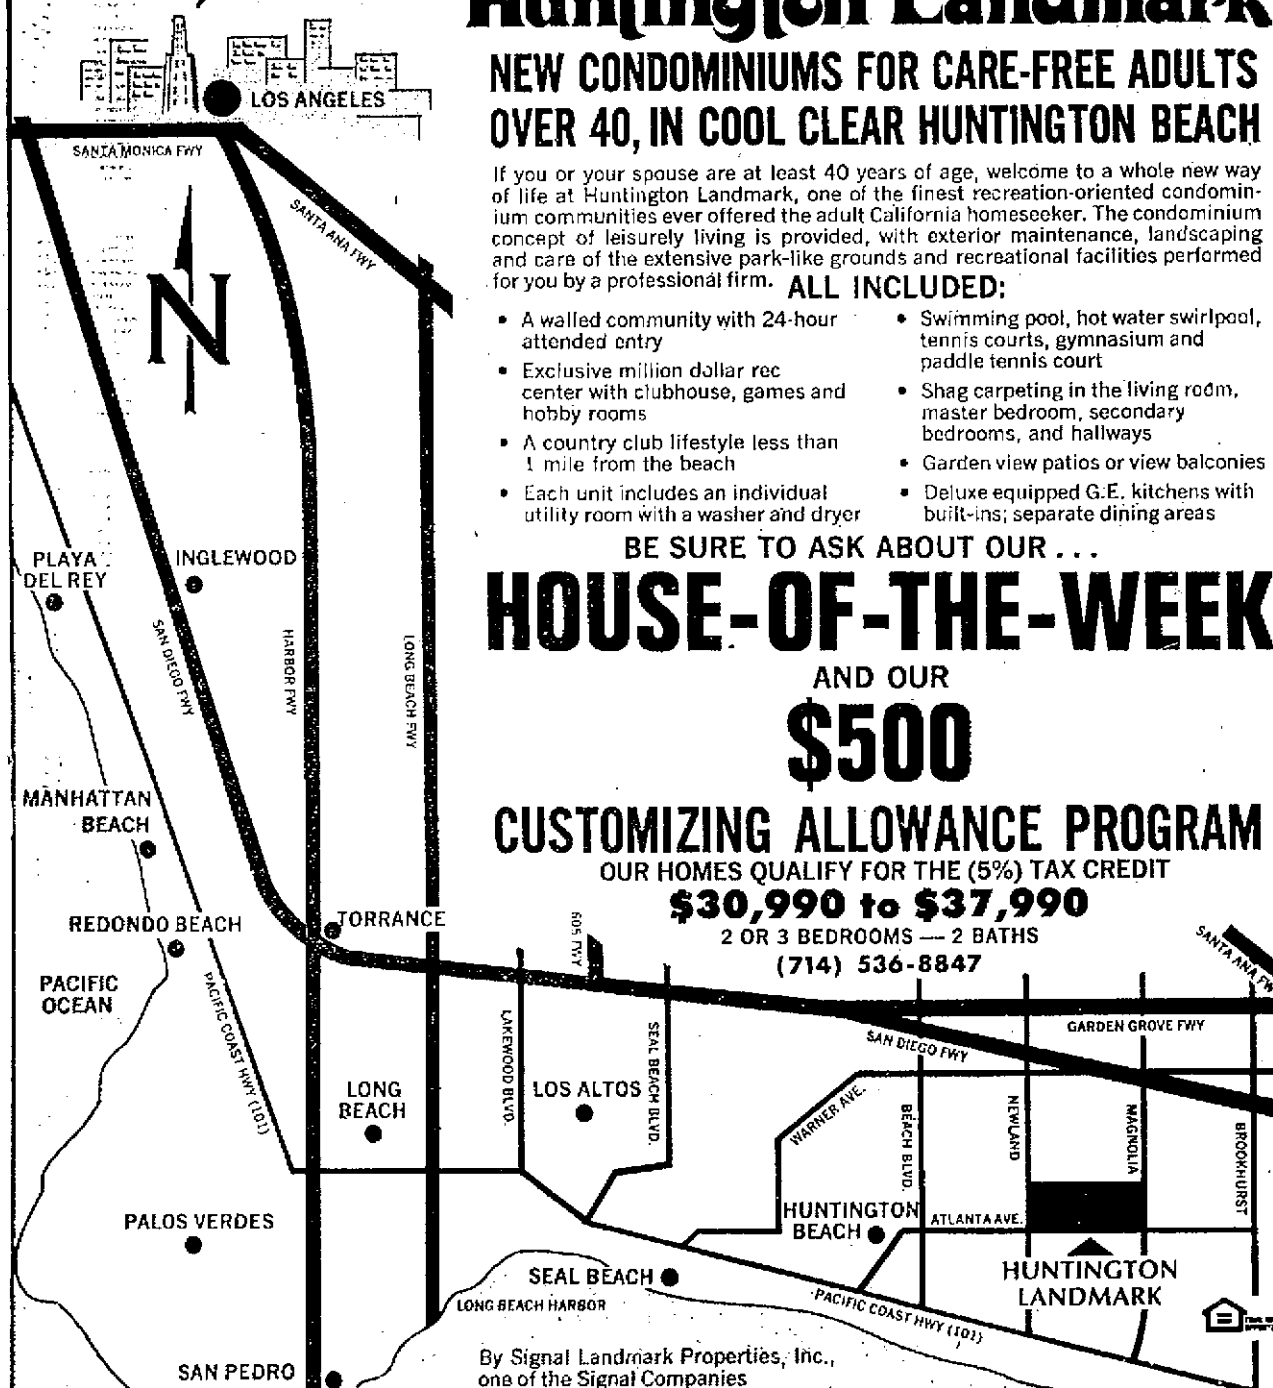 Huntington Landmark
NEW CONDOMINIUMS FOR CARE-FREE ADULTS
OVER 40, IN COOL CLEAR HUNTINGTON BEACH
If you or your spouse are at least 40 years of age, welcome to a whole new way
of life at Huntington Landmark, one of the finest recreation-oriented condomin-
ium communities ever offered the adult California homeseeker. The condominium
concept of leisurely living is provided, with exterior maintenance, landscaping
and care of the extensive park-like grounds and recreational facilities performed
for you by a professional firm.
ALL INCLUDED:
• A walled community with 24-hour
attended entry
• Exclusive million dollar rec
center with clubhouse, games and
hobby rooms
• A country club lifestyle less than
1 mile from the beach
• Each unit includes an individual
utility room with a washer and dryer
• Swimming pool, hot water swirlpool,
tennis courts, gymnasium and
paddle tennis court
• Shag carpeting in the living room,
master bedroom, secondary
bedrooms, and hallways
• Garden view patios or view balconies
• Deluxe equipped G.E. kitchens with
built-ins; separate dining areas
BE SURE TO ASK ABOUT OUR...
HOUSE-OF-THE-WEEK
AND OUR
$500
CUSTOMIZING ALLOWANCE PROGRAM
OUR HOMES QUALIFY FOR THE (5%) TAX CREDIT
$30,990 to $37,990
2 OR 3 BEDROOMS — 2 BATHS
(714) 536-8847
LOS ANGELES
SANTA MONICA FWY
SANTA ANA FWY
N
PLAYA
DEL REY
INGLEWOOD
SAN DIEGO FWY
HARBOR FWY
LONG BEACH FWY
MANHATTAN
BEACH
REDONDO BEACH
TORRANCE
605 FWY
SANTA ANA FWY
PACIFIC
OCEAN
PACIFIC COAST HWY (101)
LAKEWOOD BLVD.
SEAL BEACH BLVD.
GARDEN GROVE FWY
SAN DIEGO FWY
LONG
BEACH
LOS ALTOS
WARNER AVE.
BEACH BLVD.
NEWLAND
MAGNOLIA
BROOKHURST
PALOS VERDES
HUNTINGTON
BEACH
ATLANTA AVE.
SEAL BEACH
HUNTINGTON
LANDMARK
LONG BEACH HARBOR
PACIFIC COAST HWY (101)
SAN PEDRO
By Signal Landmark Properties, Inc.,
one of the Signal Companies